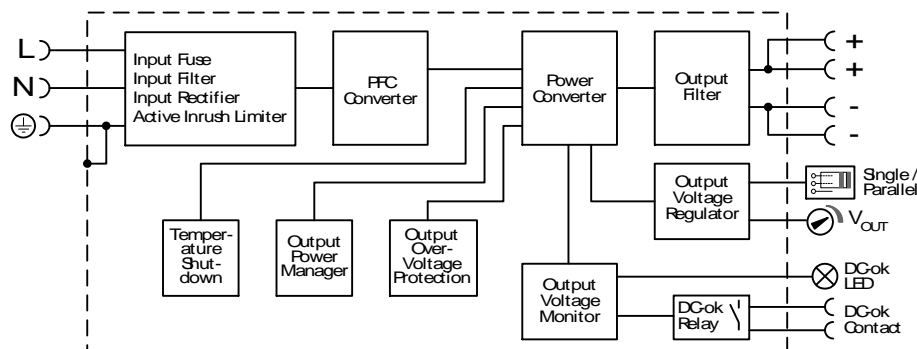 L
N
Input Fuse
Input Filter
Input Rectifier
Active Inrush Limiter
PFC
Converter
Power
Converter
Output
Filter
+
+
-
-
Temper-
ature
Shut-
down
Output
Power
Manager
Output
Over-
Voltage
Protection
Output
Voltage
Regulator
Single /
Parallel
VOUT
Output
Voltage
Monitor
DC-ok
Relay
DC-ok
LED
DC-ok
Contact